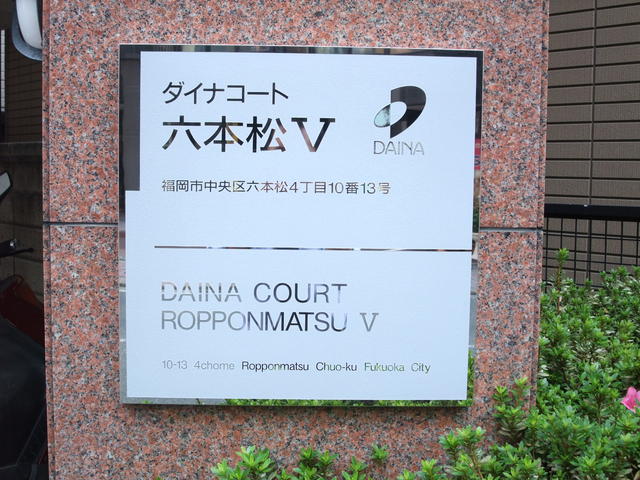 ダイナコート
六本松V
DAINA
福岡市中央区六本松4丁目10番13号
DAINA COURT
ROPPONMATSU V
10-13 4chome Ropponmatsu Chuo-ku Fukuoka City